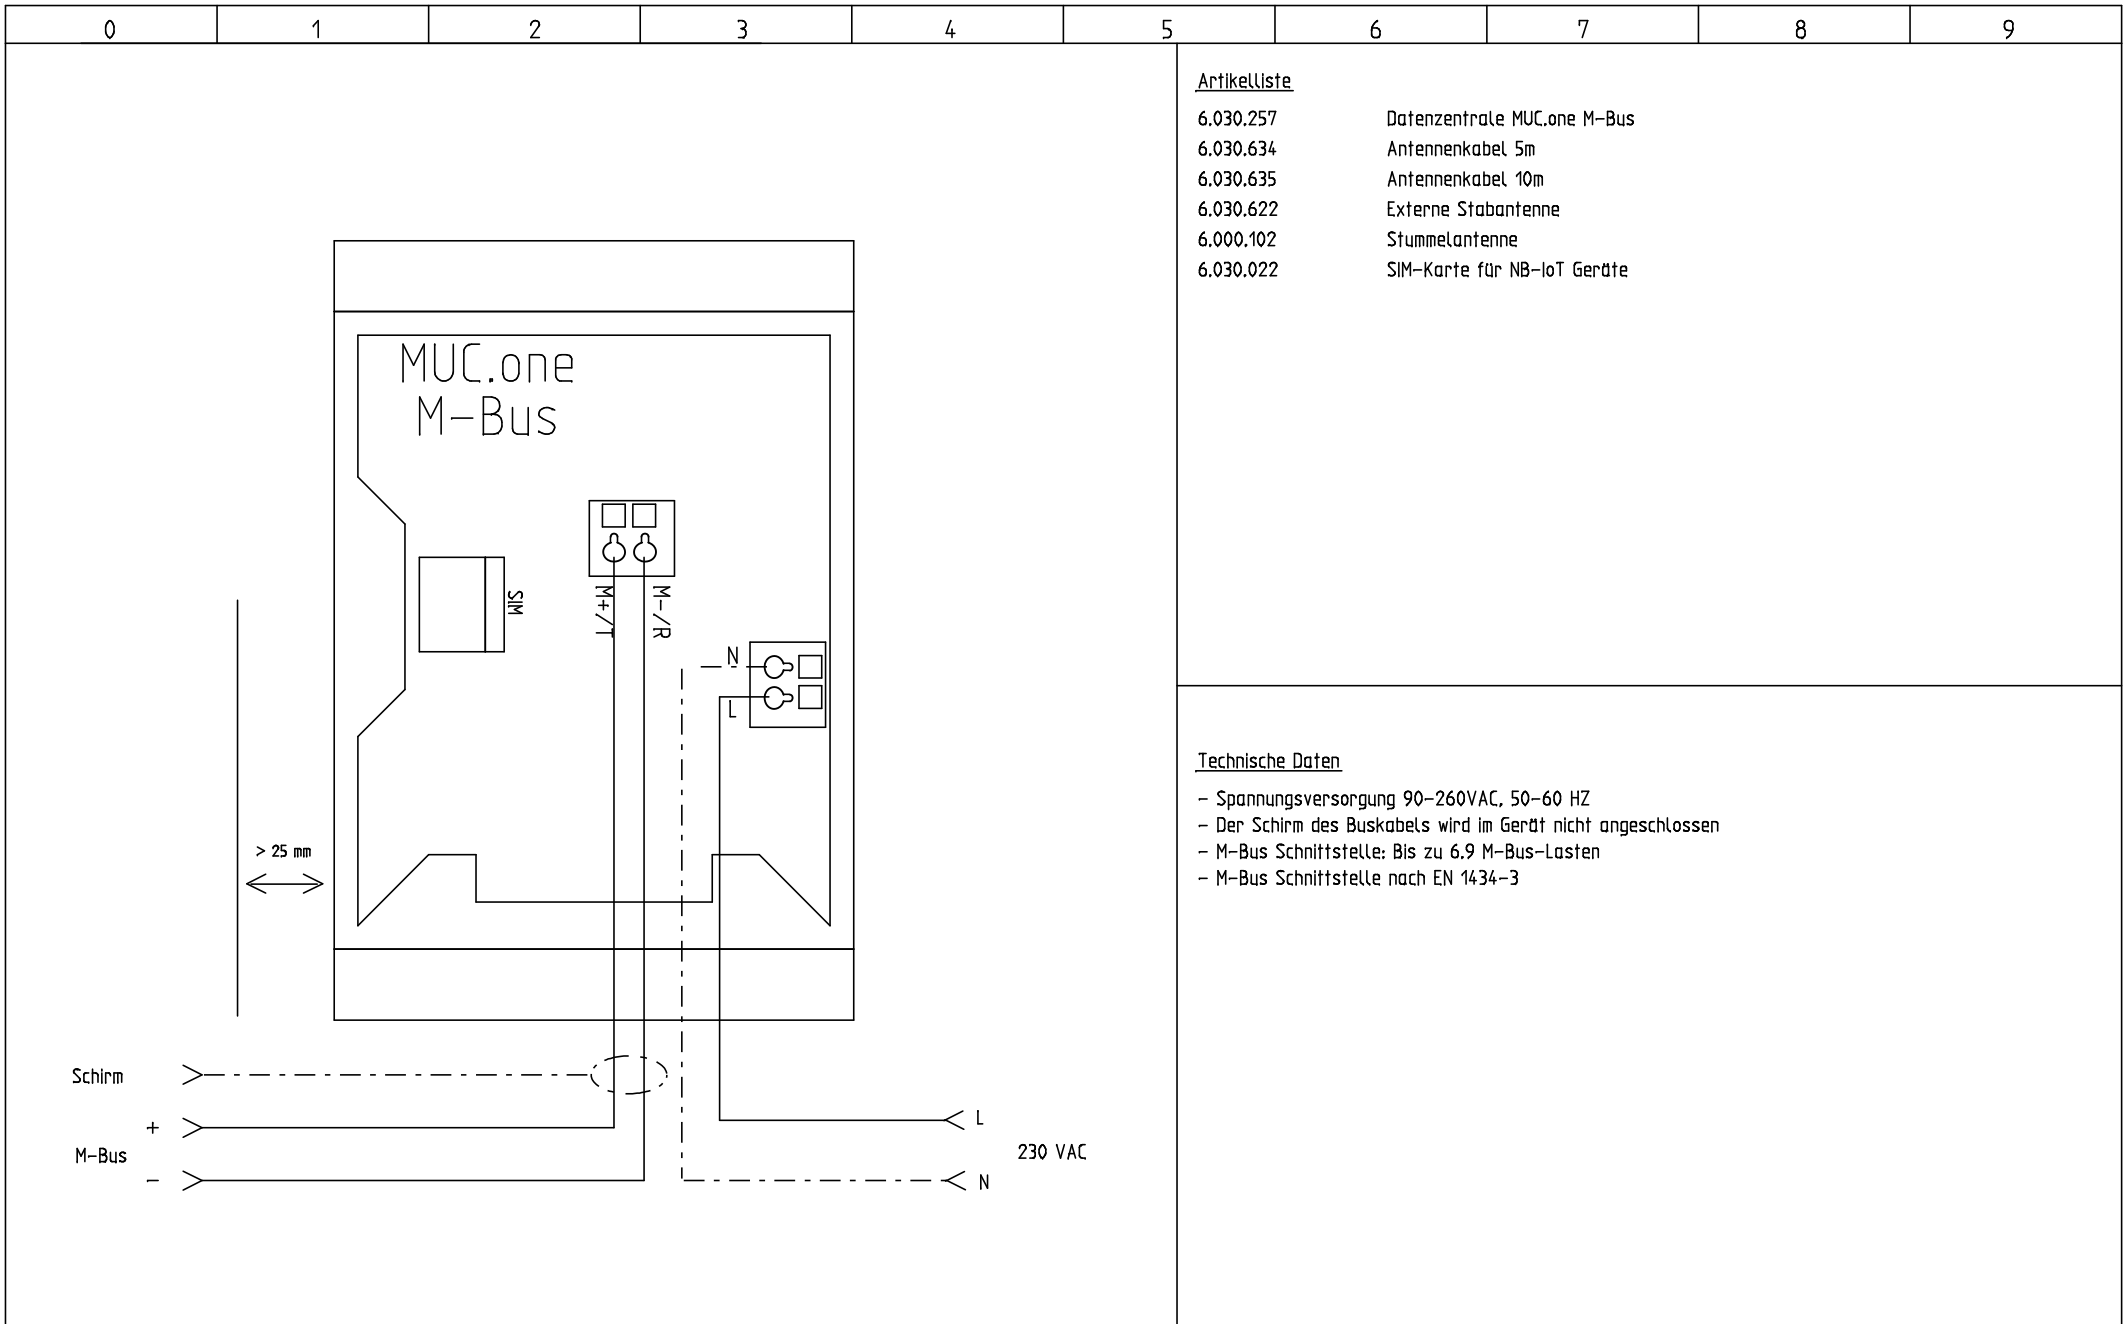 0 1 2 3 4 5 6 7 8 9
MUC.one
M-Bus
SIM
M+/T
M-/R
N
L
> 25 mm
Schirm
+
M-Bus
-
L
230 VAC
N
Artikelliste
6.030.257 Datenzentrale MUC.one M-Bus
6.030.634 Antennenkabel 5m
6.030.635 Antennenkabel 10m
6.030.622 Externe Stabantenne
6.000.102 Stummelantenne
6.030.022 SIM-Karte für NB-IoT Geräte
Technische Daten
- Spannungsversorgung 90-260VAC, 50-60 HZ
- Der Schirm des Buskabels wird im Gerät nicht angeschlossen
- M-Bus Schnittstelle: Bis zu 6.9 M-Bus-Lasten
- M-Bus Schnittstelle nach EN 1434-3